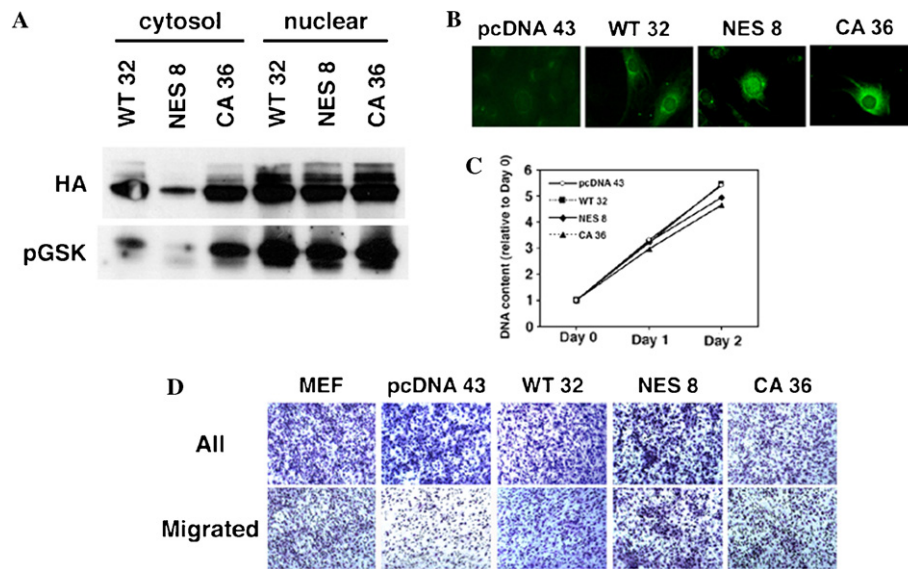 A
cytosol nuclear
WT 32 NES 8 CA 36 WT 32 NES 8 CA 36
HA
pGSK
B
pcDNA 43 WT 32 NES 8 CA 36
C
DNA content (relative to Day 0)
6
5
4
3
2
1
0
pcDNA 43
WT 32
NES 8
CA 36
Day 0 Day 1 Day 2
D
MEF pcDNA 43 WT 32 NES 8 CA 36
All
Migrated